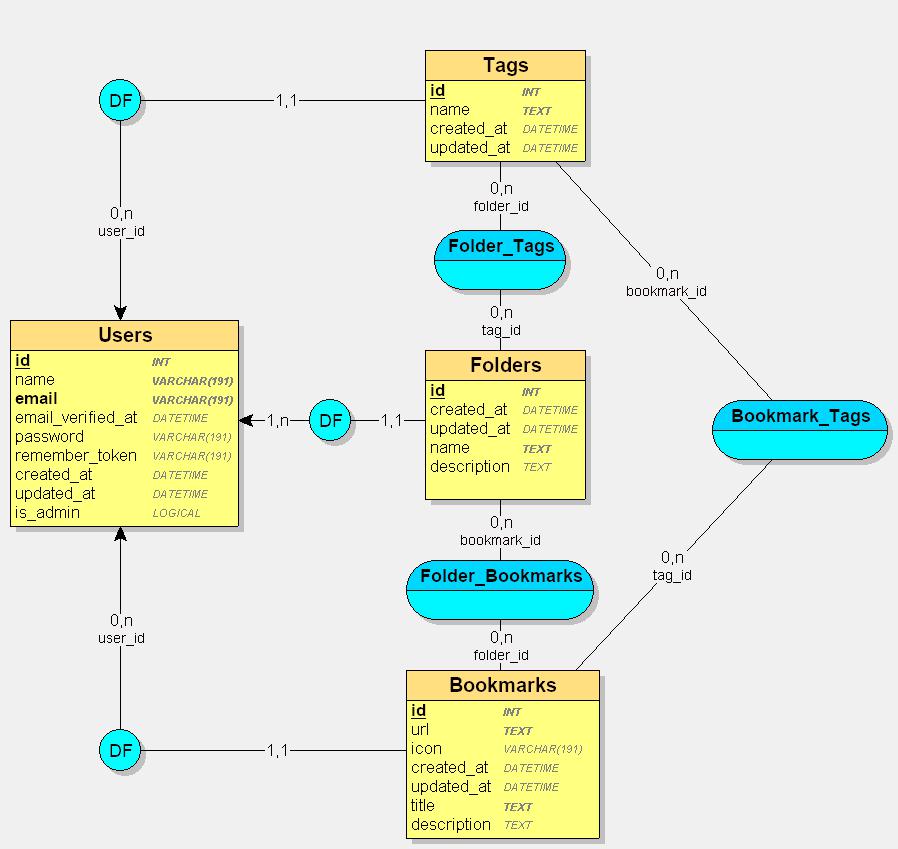 Tags
id INT
name TEXT
created_at DATETIME
updated_at DATETIME
DF
1,1
0,n
user_id
0,n
folder_id
Folder_Tags
0,n
tag_id
0,n
bookmark_id
Users
id INT
name VARCHAR(191)
email VARCHAR(191)
email_verified_at DATETIME
password VARCHAR(191)
remember_token VARCHAR(191)
created_at DATETIME
updated_at DATETIME
is_admin LOGICAL
1,n
DF
1,1
Folders
id INT
created_at DATETIME
updated_at DATETIME
name TEXT
description TEXT
Bookmark_Tags
0,n
bookmark_id
Folder_Bookmarks
0,n
folder_id
0,n
tag_id
0,n
user_id
DF
1,1
Bookmarks
id INT
url TEXT
icon VARCHAR(191)
created_at DATETIME
updated_at DATETIME
title TEXT
description TEXT